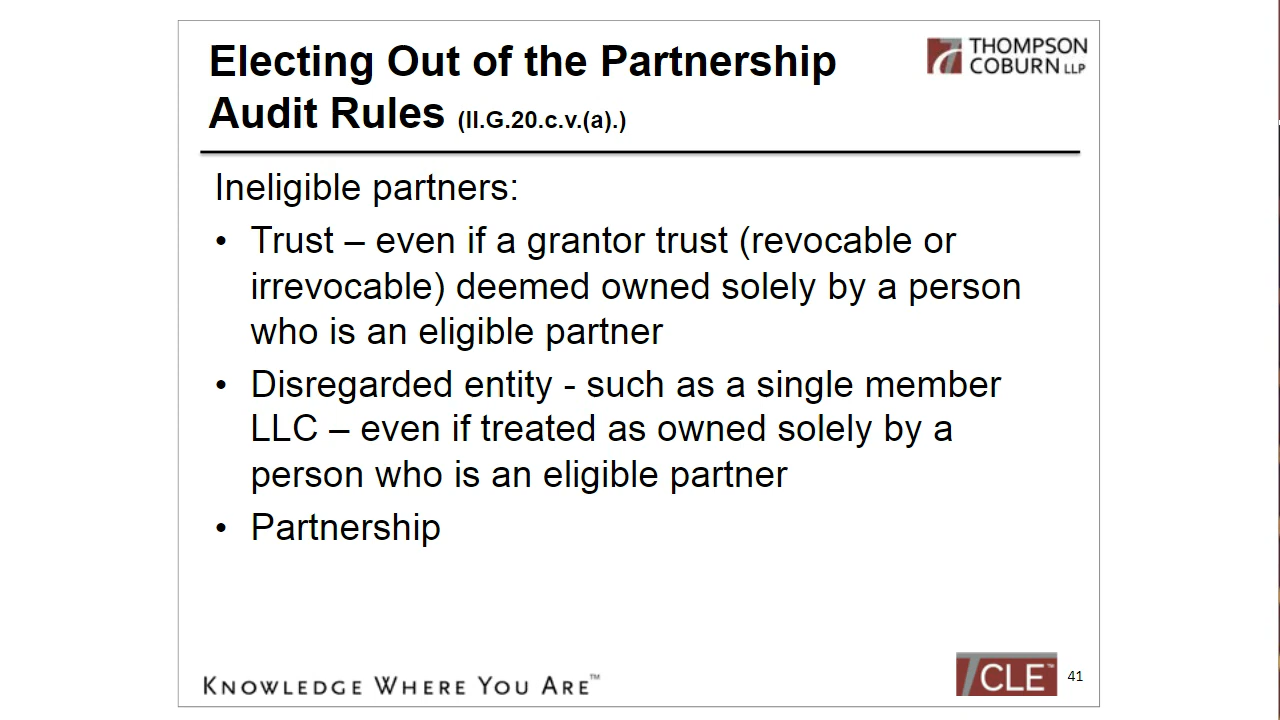 Electing Out of the Partnership
Audit Rules (II.G.20.c.v.(a).)
THOMPSON
COBURN LLP
Ineligible partners:
• Trust – even if a grantor trust (revocable or
irrevocable) deemed owned solely by a person
who is an eligible partner
• Disregarded entity - such as a single member
LLC – even if treated as owned solely by a
person who is an eligible partner
• Partnership
KNOWLEDGE WHERE YOU ARE™
CLE™
41